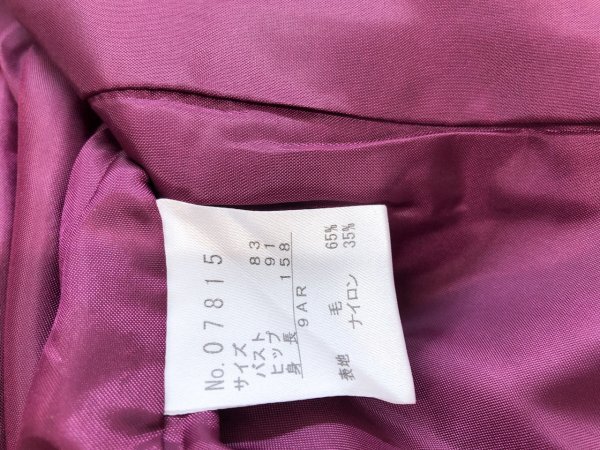 No. 07815
サイズ
バスト 83
ヒップ 91
身長 158
9AR
表地 毛 65%
ナイロン 35%